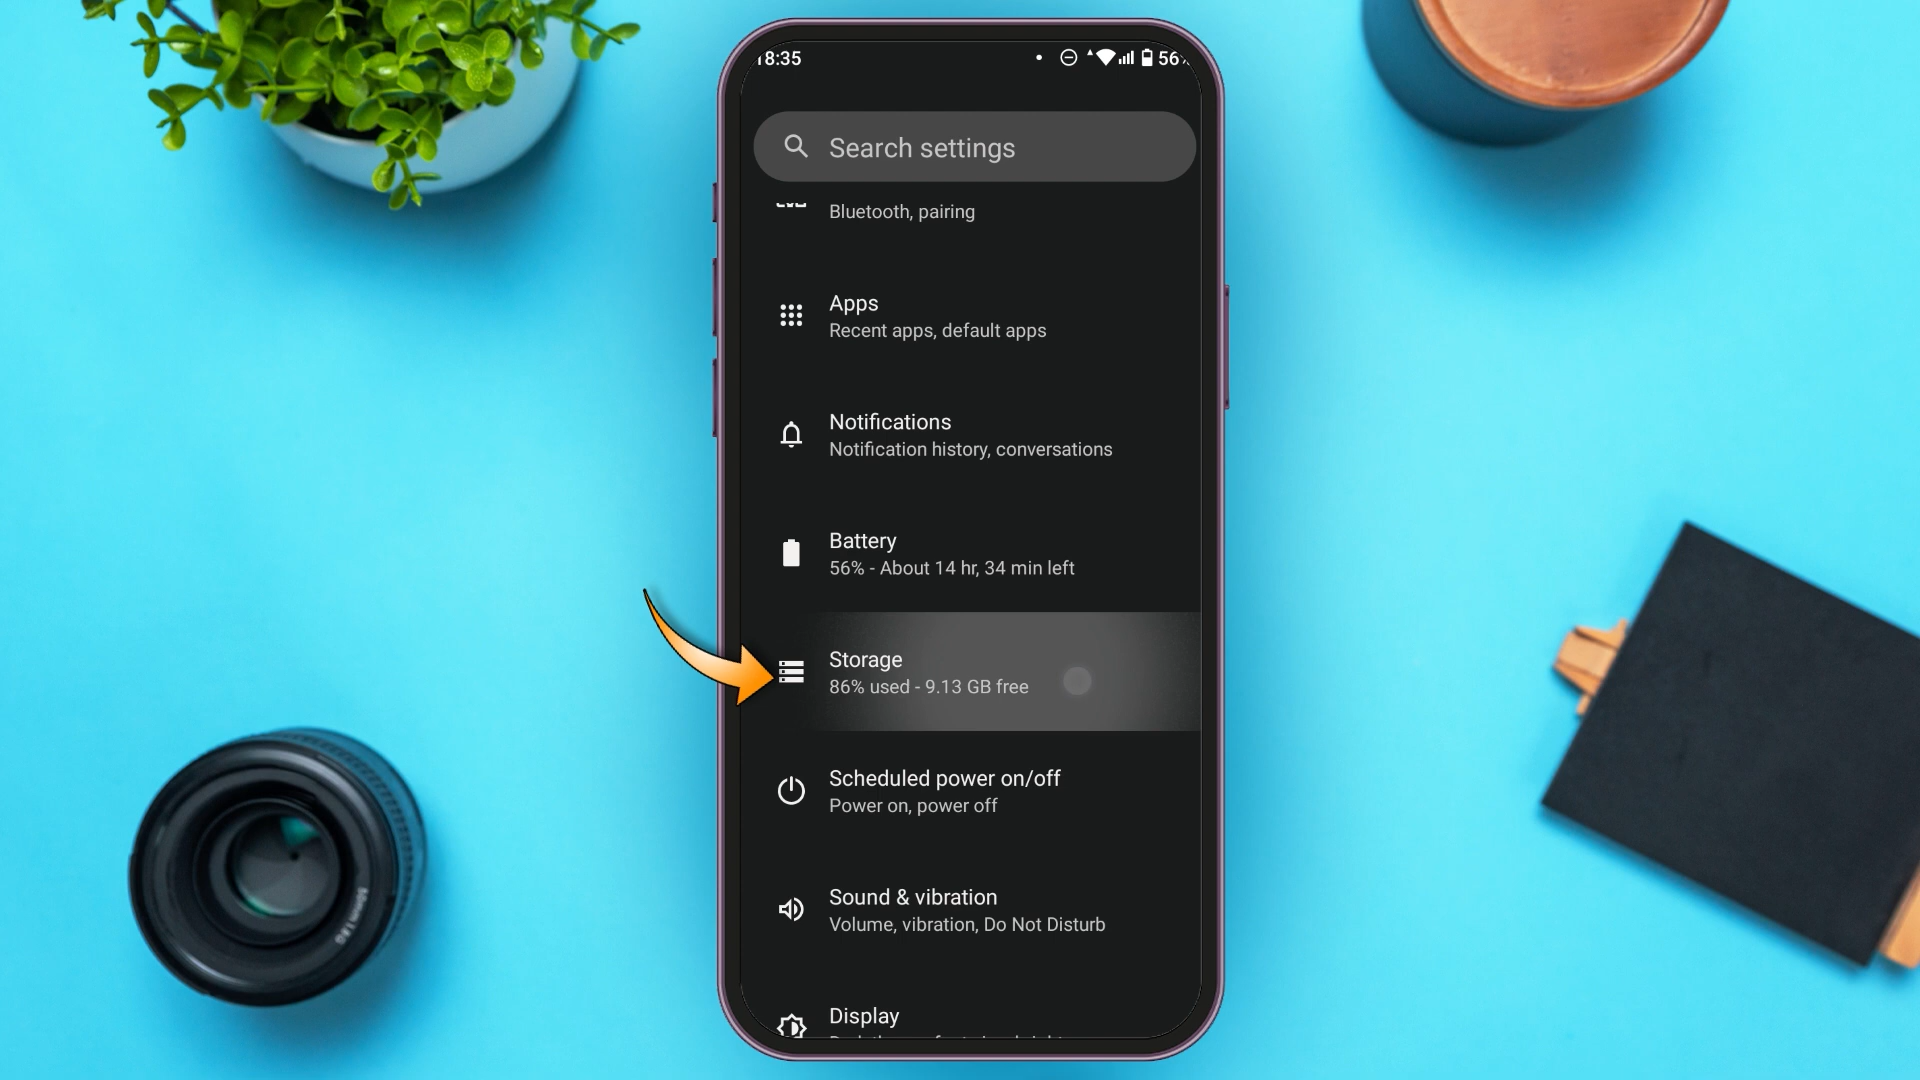 18:35
56%
Search settings
Bluetooth, pairing
Apps
Recent apps, default apps
Notifications
Notification history, conversations
Battery
56% - About 14 hr, 34 min left
Storage
86% used - 9.13 GB free
Scheduled power on/off
Power on, power off
Sound & vibration
Volume, vibration, Do Not Disturb
Display